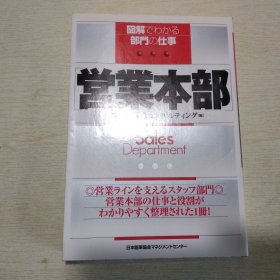 図解でわかる
部門の仕事
営業本部
ルティング
Sales
Department
◎営業ラインを支えるスタッフ部門◎
営業本部の仕事と役割が
わかりやすく整理された1冊!
日本能率協会マネジメントセンター